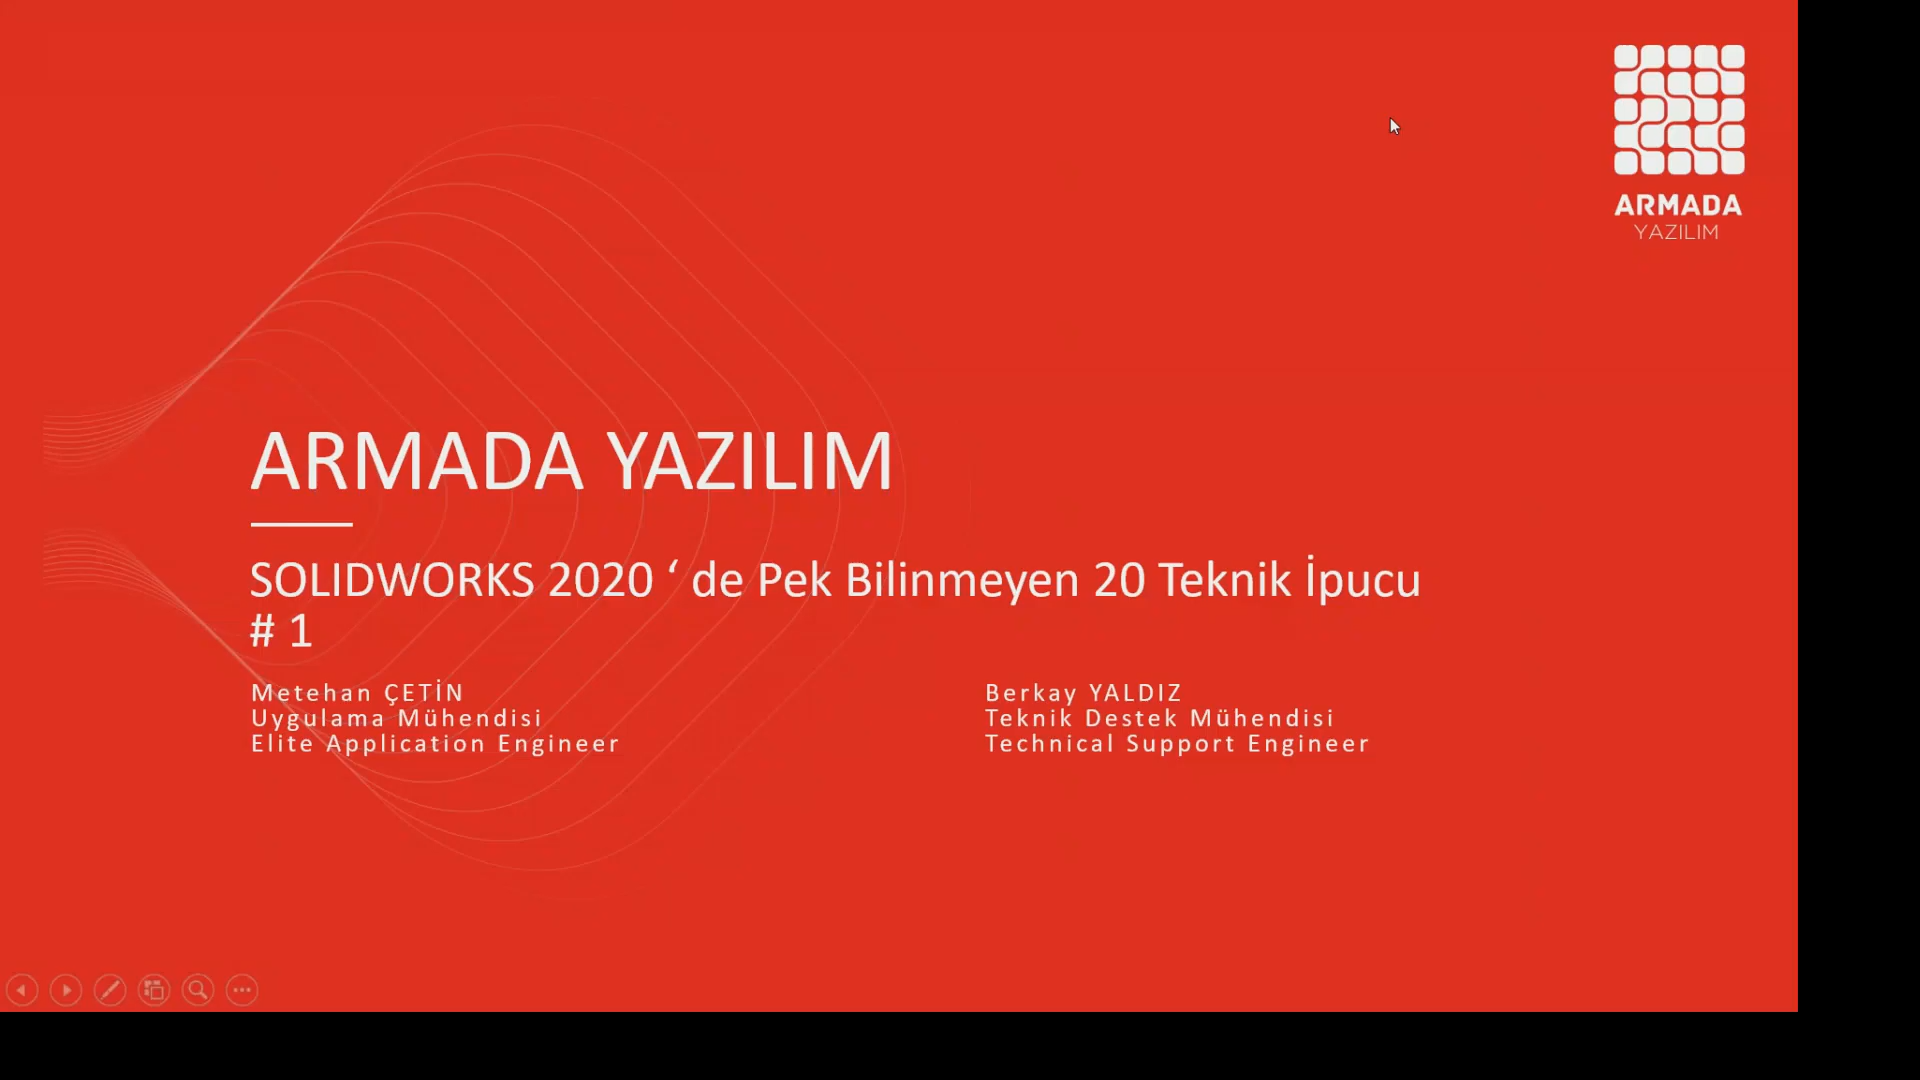 ARMADA
YAZILIM
ARMADA YAZILIM
SOLIDWORKS 2020 ‘ de Pek Bilinmeyen 20 Teknik İpucu
# 1
Metehan ÇETİN
Uygulama Mühendisi
Elite Application Engineer
Berkay YALDIZ
Teknik Destek Mühendisi
Technical Support Engineer